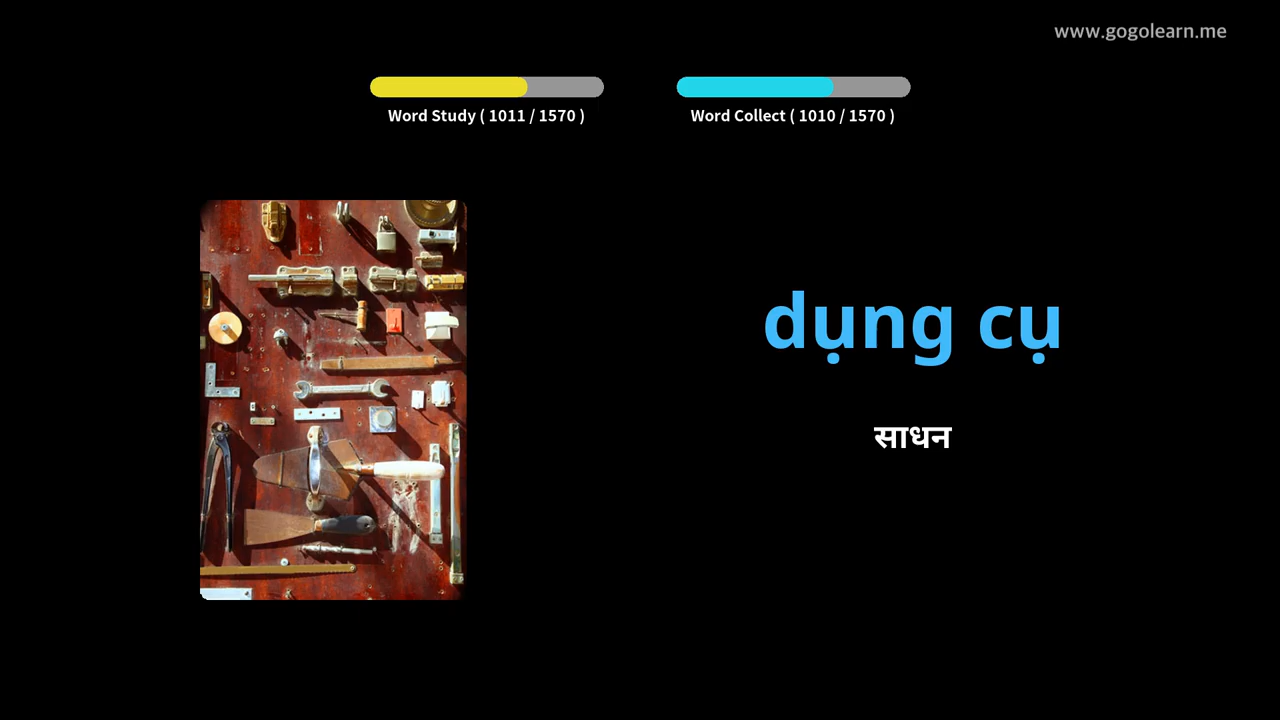 www.gogolearn.me
Word Study ( 1011 / 1570 )
Word Collect ( 1010 / 1570 )
dụng cụ
साधन